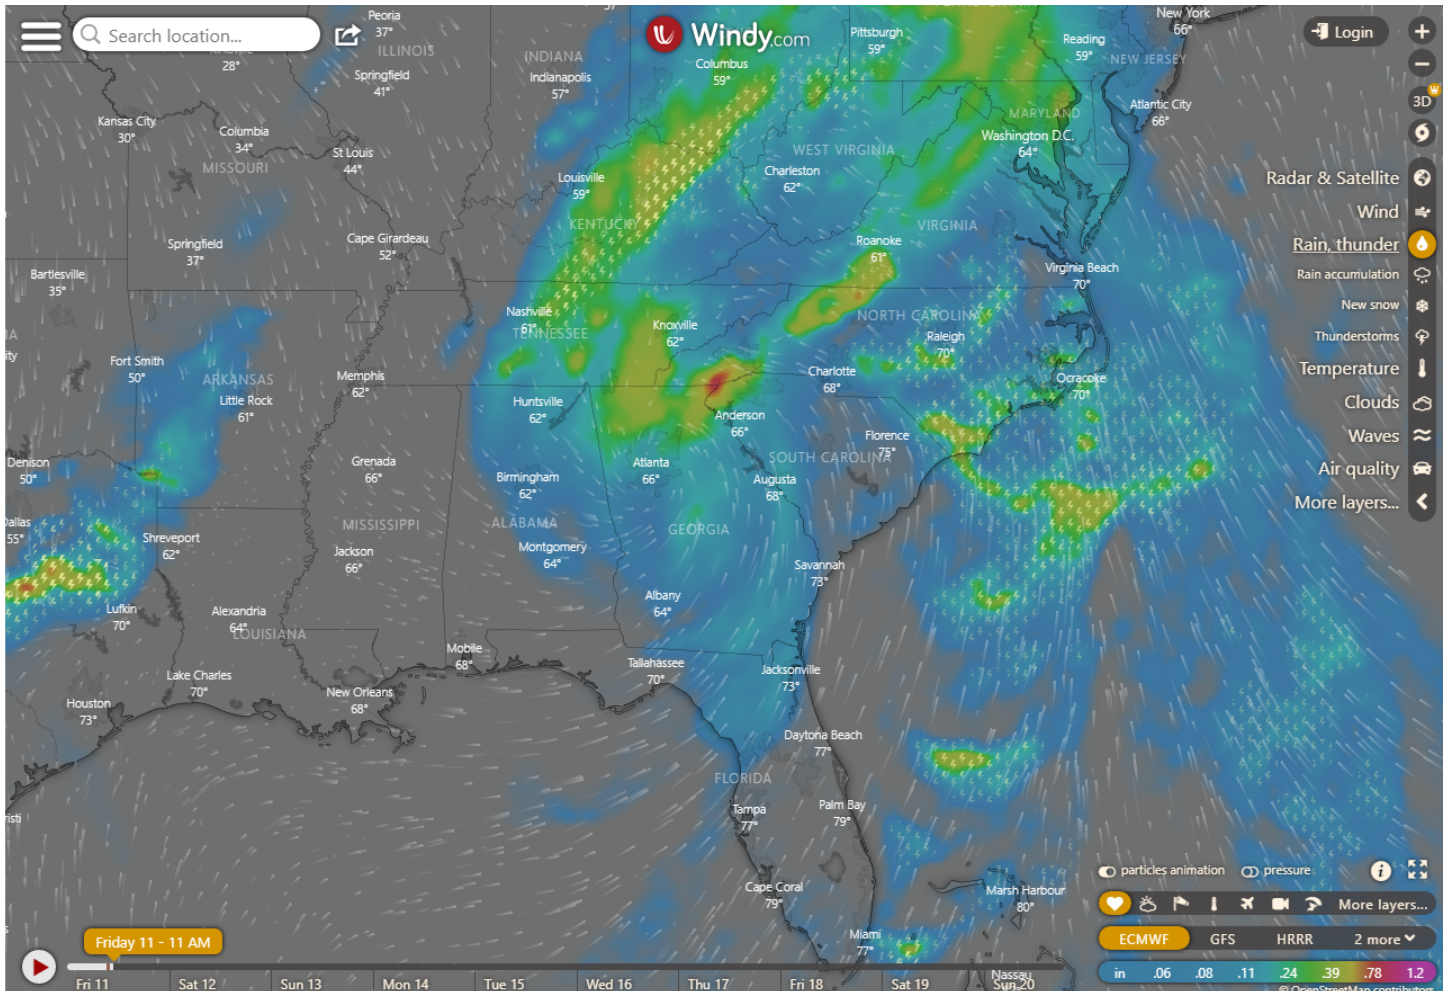 Search location...
Windy.com
Login
3D
Peoria
37°
ILLINOIS
28°
Springfield
41°
INDIANA
Indianapolis
57°
Columbus
59°
Pittsburgh
59°
New York
66°
Reading
59°
NEW JERSEY
Atlantic City
66°
Kansas City
30°
Columbia
34°
MISSOURI
St Louis
44°
MARYLAND
Washington D.C.
64°
WEST VIRGINIA
Charleston
62°
Louisville
59°
KENTUCKY
Springfield
37°
Cape Girardeau
52°
VIRGINIA
Roanoke
61°
Virginia Beach
70°
Bartlesville
35°
Nashville
61°
TENNESSEE
Knoxville
62°
NORTH CAROLINA
Raleigh
70°
Fort Smith
50°
ARKANSAS
Little Rock
61°
Memphis
62°
Huntsville
62°
Charlotte
68°
Ocracoke
70°
Anderson
66°
Florence
75°
SOUTH CAROLINA
Denison
50°
Grenada
66°
Birmingham
62°
Atlanta
66°
Augusta
68°
Dallas
55°
Shreveport
62°
MISSISSIPPI
Jackson
66°
ALABAMA
Montgomery
64°
GEORGIA
Savannah
73°
Lufkin
70°
Alexandria
64°
LOUISIANA
Albany
64°
Mobile
68°
Tallahassee
70°
Jacksonville
73°
Houston
73°
Lake Charles
70°
New Orleans
68°
Daytona Beach
77°
FLORIDA
Tampa
77°
Palm Bay
79°
Cape Coral
79°
Marsh Harbour
80°
Miami
77°
Nassau
Radar & Satellite
Wind
Rain, thunder
Rain accumulation
New snow
Thunderstorms
Temperature
Clouds
Waves
Air quality
More layers...
particles animation
pressure
More layers...
ECMWF GFS HRRR 2 more
in .06 .08 .11 .24 .39 .78 1.2
© OpenStreetMap contributors
Friday 11 - 11 AM
Fri 11 Sat 12 Sun 13 Mon 14 Tue 15 Wed 16 Thu 17 Fri 18 Sat 19 Sun 20